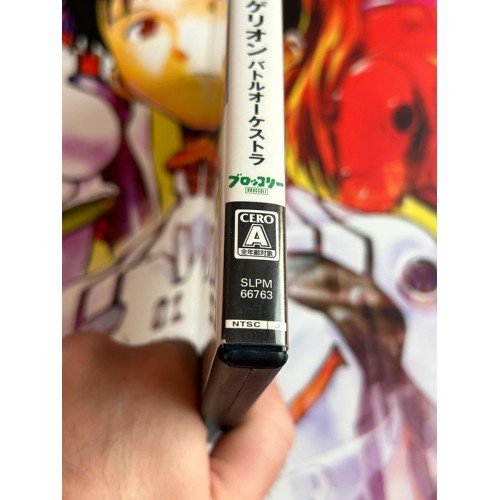 ゲリオン バトルオーケストラ
ブロッコリー
BROCCOLI
CERO
A
全年齢対象
SLPM
66763
NTSC J